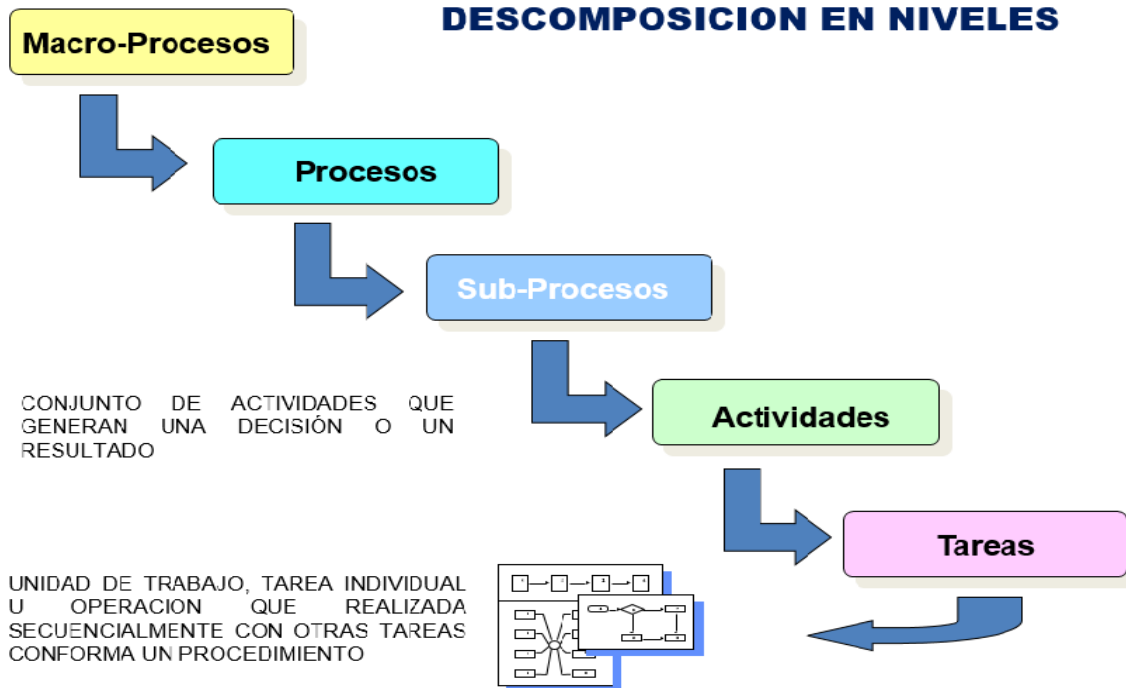 DESCOMPOSICION EN NIVELES
Macro-Procesos
Procesos
Sub-Procesos
CONJUNTO DE ACTIVIDADES QUE
GENERAN UNA DECISIÓN O UN
RESULTADO
Actividades
Tareas
UNIDAD DE TRABAJO, TAREA INDIVIDUAL
U OPERACION QUE REALIZADA
SECUENCIALMENTE CON OTRAS TAREAS
CONFORMA UN PROCEDIMIENTO